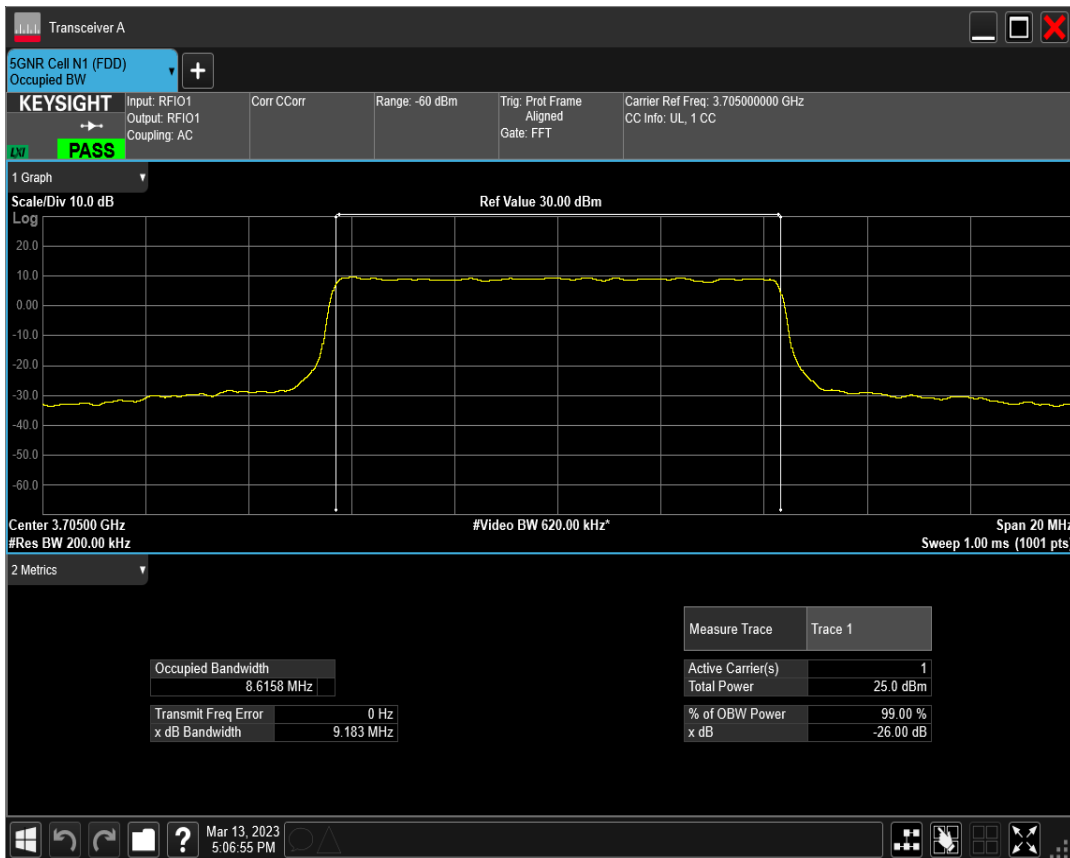 Transceiver A
5GNR Cell N1 (FDD)
Occupied BW
+
KEYSIGHT
LXI
PASS
Input: RFIO1
Output: RFIO1
Coupling: AC
Corr CCorr
Range: -60 dBm
Trig: Prot Frame
Aligned
Gate: FFT
Carrier Ref Freq: 3.705000000 GHz
CC Info: UL, 1 CC
1 Graph
Scale/Div 10.0 dB
Ref Value 30.00 dBm
Log
20.0
10.0
0.00
-10.0
-20.0
-30.0
-40.0
-50.0
-60.0
Center 3.70500 GHz
#Video BW 620.00 kHz*
Span 20 MHz
#Res BW 200.00 kHz
Sweep 1.00 ms (1001 pts)
2 Metrics
Measure Trace Trace 1
Occupied Bandwidth
8.6158 MHz
Active Carrier(s) 1
Total Power 25.0 dBm
Transmit Freq Error 0 Hz
x dB Bandwidth 9.183 MHz
% of OBW Power 99.00 %
x dB -26.00 dB
?
Mar 13, 2023
5:06:55 PM